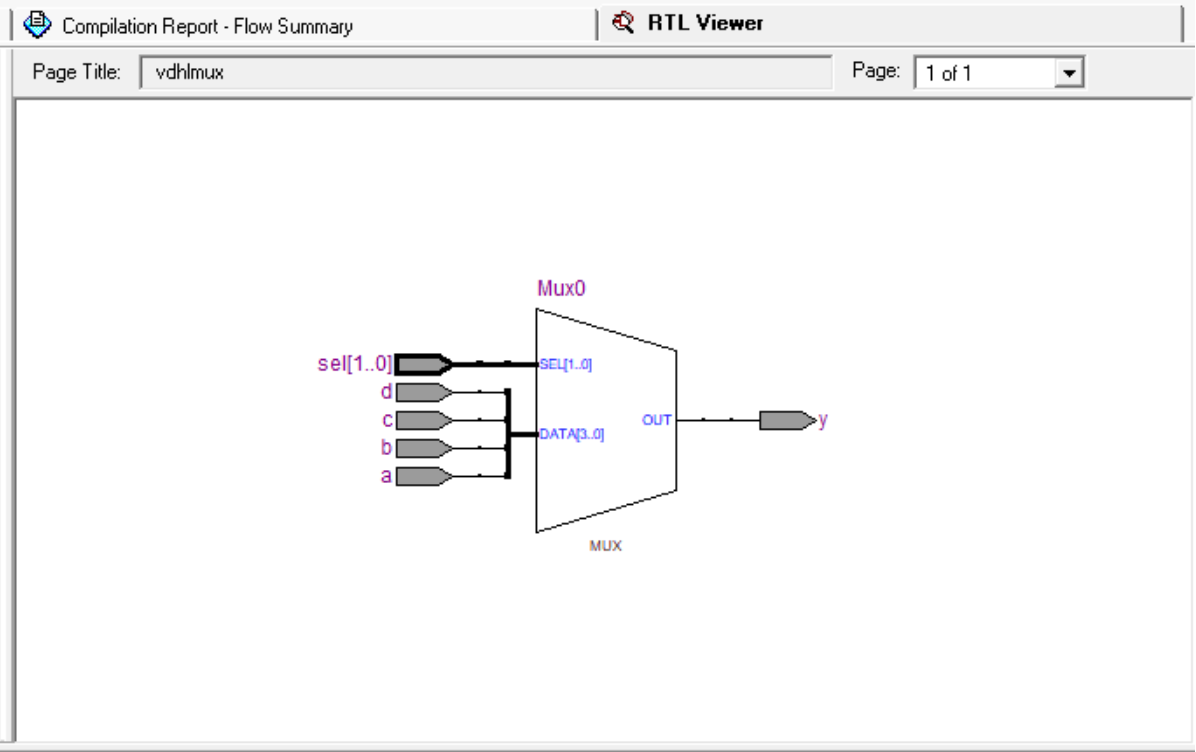 Compilation Report - Flow Summary
RTL Viewer
Page Title: vdhlmux
Page: 1 of 1
Mux0
sel[1..0]
SEL[1..0]
d
c
OUT
y
DATA[3..0]
b
a
MUX